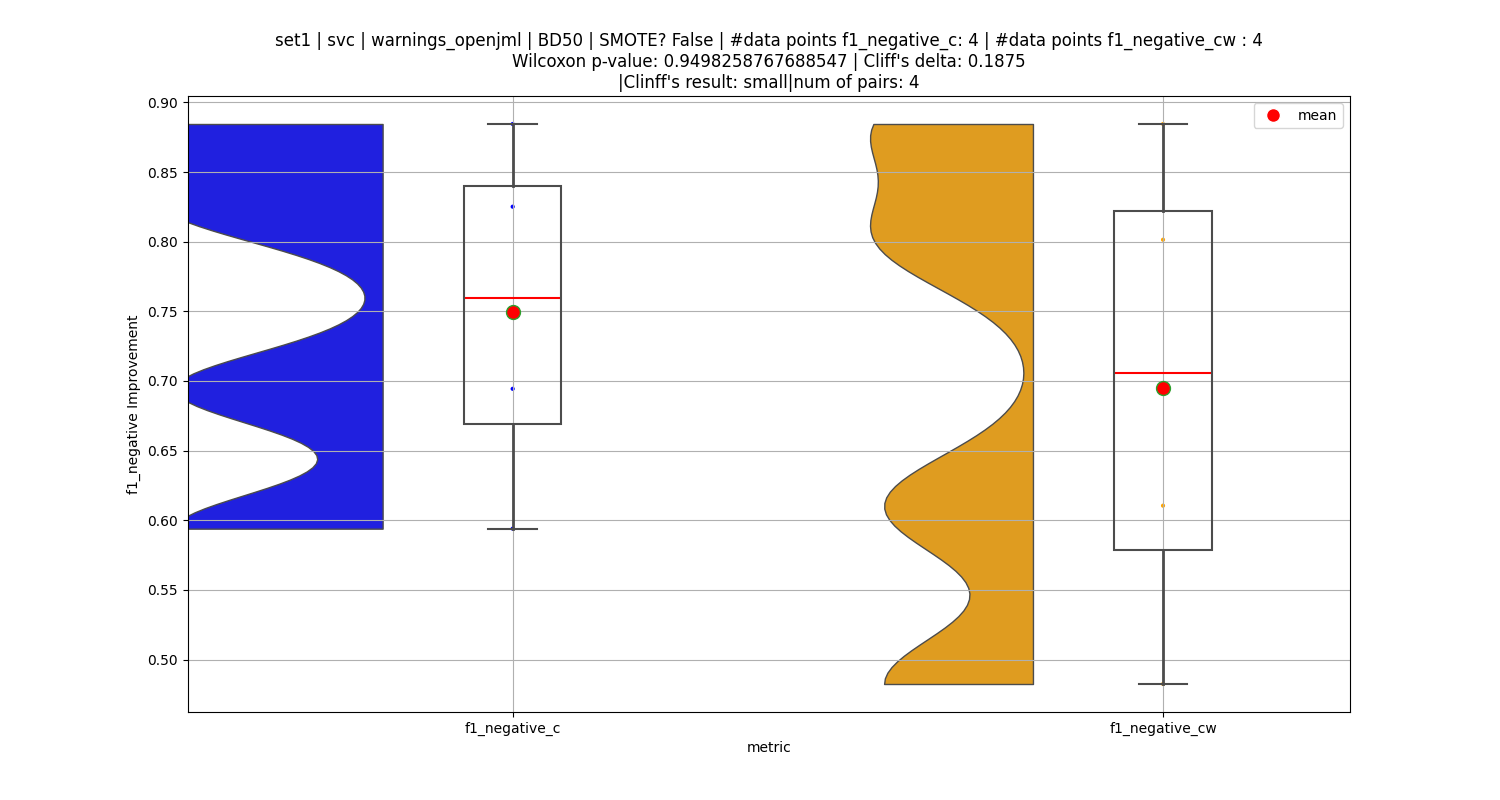 set1 | svc | warnings_openjml | BD50 | SMOTE? False | #data points f1_negative_c: 4 | #data points f1_negative_cw : 4
Wilcoxon p-value: 0.9498258767688547 | Cliff's delta: 0.1875
|Clinff's result: small|num of pairs: 4
mean
0.90
0.85
0.80
0.75
0.70
0.65
0.60
0.55
0.50
f1_negative Improvement
f1_negative_c
f1_negative_cw
metric